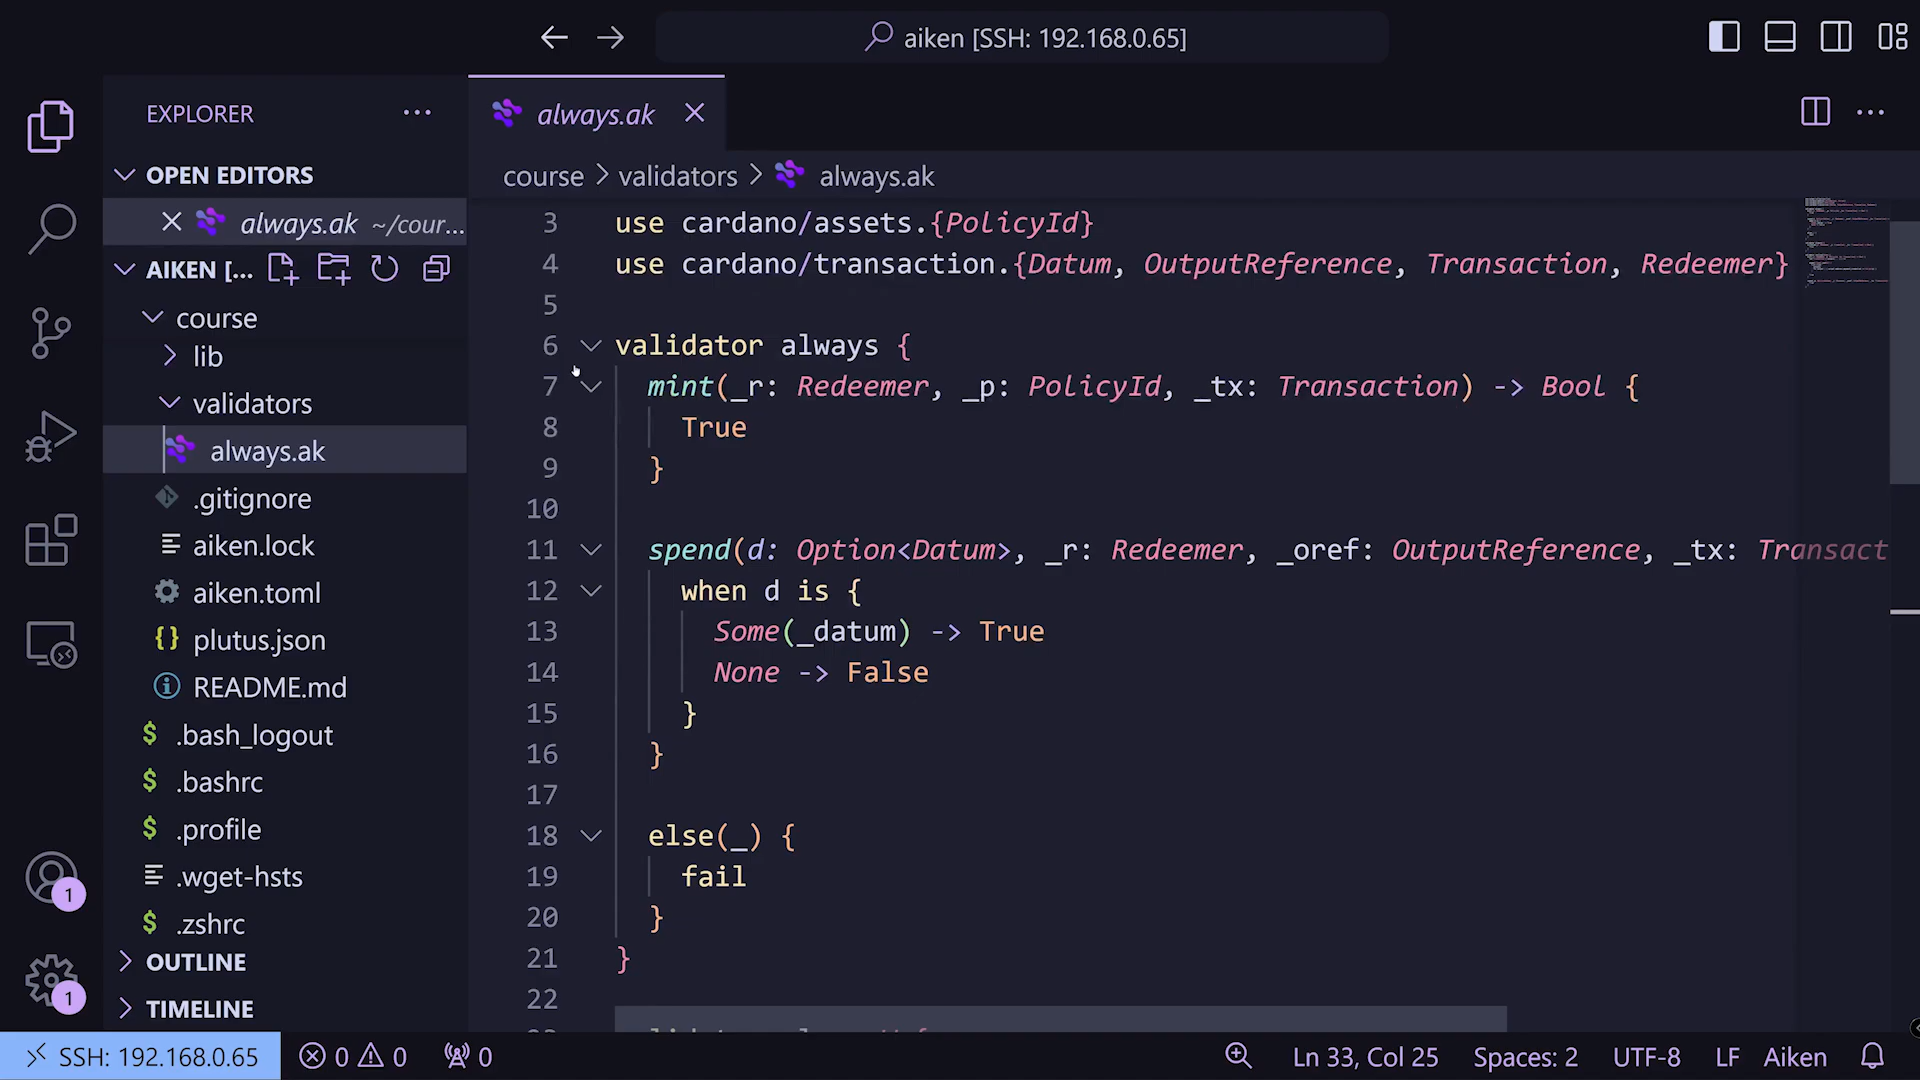 aiken [SSH: 192.168.0.65]
EXPLORER
OPEN EDITORS
always.ak ~/cour...
AIKEN [...
course
lib
validators
always.ak
.gitignore
aiken.lock
aiken.toml
plutus.json
README.md
.bash_logout
.bashrc
.profile
.wget-hsts
.zshrc
OUTLINE
TIMELINE
1
1
always.ak
course > validators > always.ak
3 use cardano/assets.{PolicyId}
4 use cardano/transaction.{Datum, OutputReference, Transaction, Redeemer}
5
6 validator always {
7 mint(_r: Redeemer, _p: PolicyId, _tx: Transaction) -> Bool {
8 True
9 }
10
11 spend(d: Option<Datum>, _r: Redeemer, _oref: OutputReference, _tx: Transact
12 when d is {
13 Some(_datum) -> True
14 None -> False
15 }
16 }
17
18 else(_) {
19 fail
20 }
21 }
22
SSH: 192.168.0.65 0 0 0 Ln 33, Col 25 Spaces: 2 UTF-8 LF Aiken